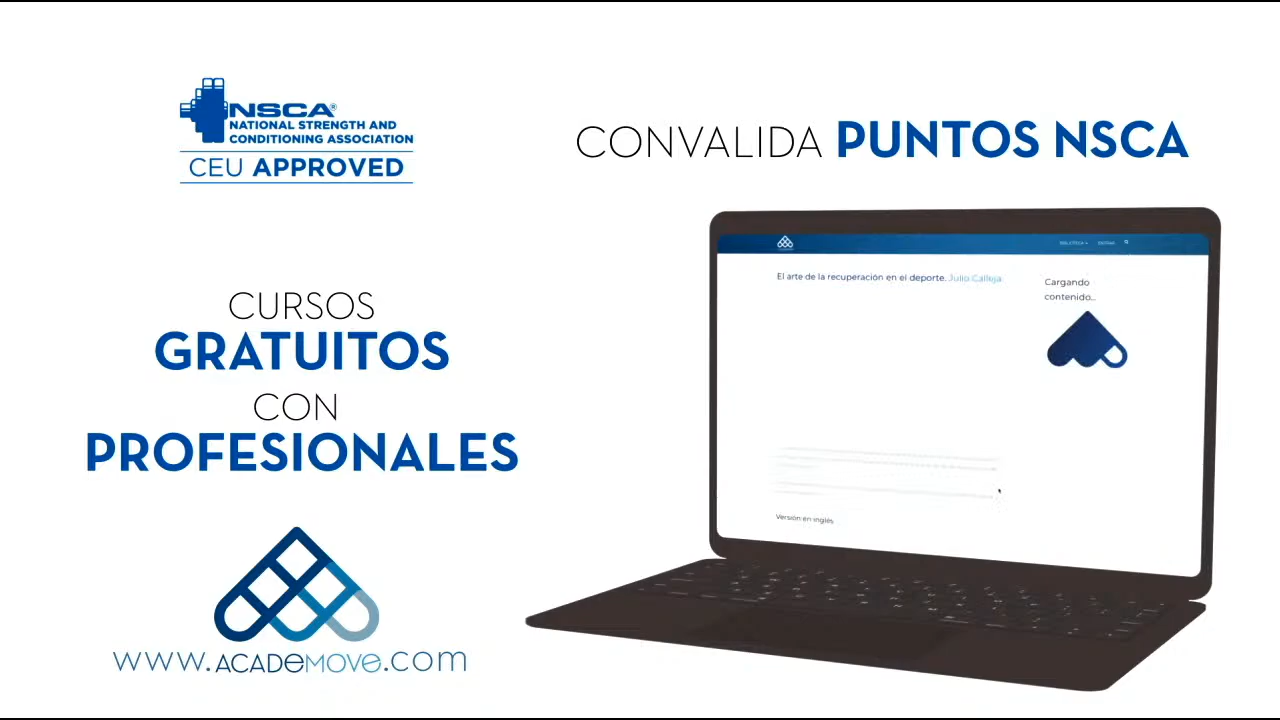 NSCA®
NATIONAL STRENGTH AND
CONDITIONING ASSOCIATION
CEU APPROVED
CONVALIDA PUNTOS NSCA
CURSOS
GRATUITOS
CON
PROFESIONALES
www.ACADeMOVe.com
BIBLIOTECA
El arte de la recuperación en el deporte. Julio Calleja
Cargando
contenido...
Versión en inglés